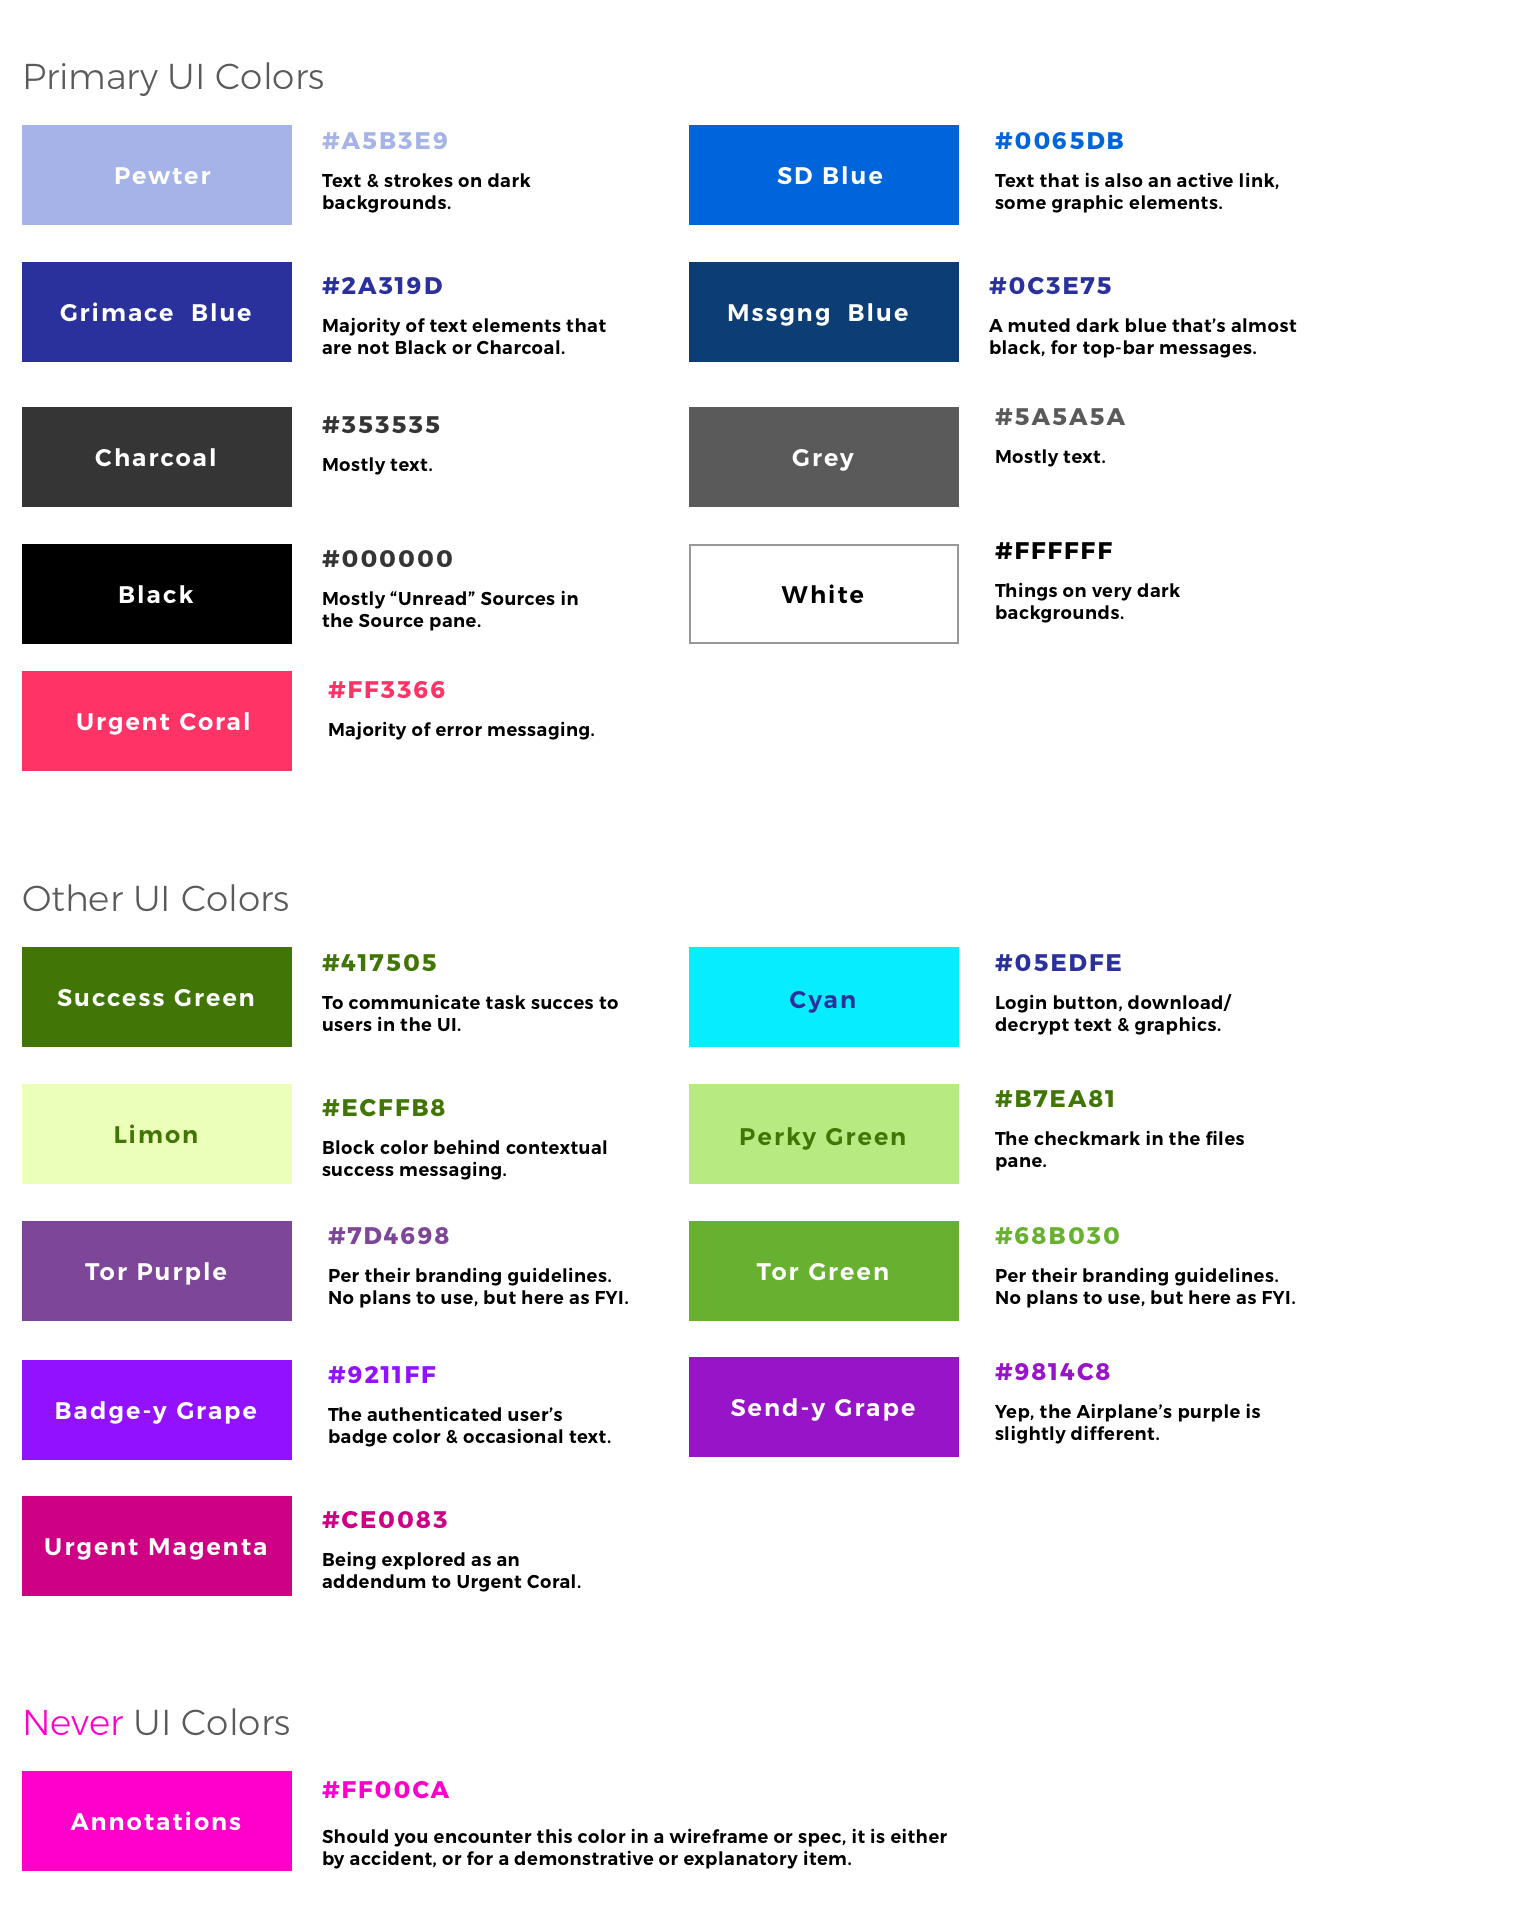 Primary UI Colors
Pewter
#A5B3E9
Text & strokes on dark
backgrounds.
SD Blue
#0065DB
Text that is also an active link,
some graphic elements.
Grimace Blue
#2A319D
Majority of text elements that
are not Black or Charcoal.
Mssgng Blue
#0C3E75
A muted dark blue that’s almost
black, for top-bar messages.
Charcoal
#353535
Mostly text.
Grey
#5A5A5A
Mostly text.
Black
#000000
Mostly “Unread” Sources in
the Source pane.
White
#FFFFFF
Things on very dark
backgrounds.
Urgent Coral
#FF3366
Majority of error messaging.
Other UI Colors
Success Green
#417505
To communicate task succes to
users in the UI.
Cyan
#05EDFE
Login button, download/
decrypt text & graphics.
Limon
#ECFFB8
Block color behind contextual
success messaging.
Perky Green
#B7EA81
The checkmark in the files
pane.
Tor Purple
#7D4698
Per their branding guidelines.
No plans to use, but here as FYI.
Tor Green
#68B030
Per their branding guidelines.
No plans to use, but here as FYI.
Badge-y Grape
#9211FF
The authenticated user’s
badge color & occasional text.
Send-y Grape
#9814C8
Yep, the Airplane’s purple is
slightly different.
Urgent Magenta
#CE0083
Being explored as an
addendum to Urgent Coral.
Never UI Colors
Annotations
#FF00CA
Should you encounter this color in a wireframe or spec, it is either
by accident, or for a demonstrative or explanatory item.